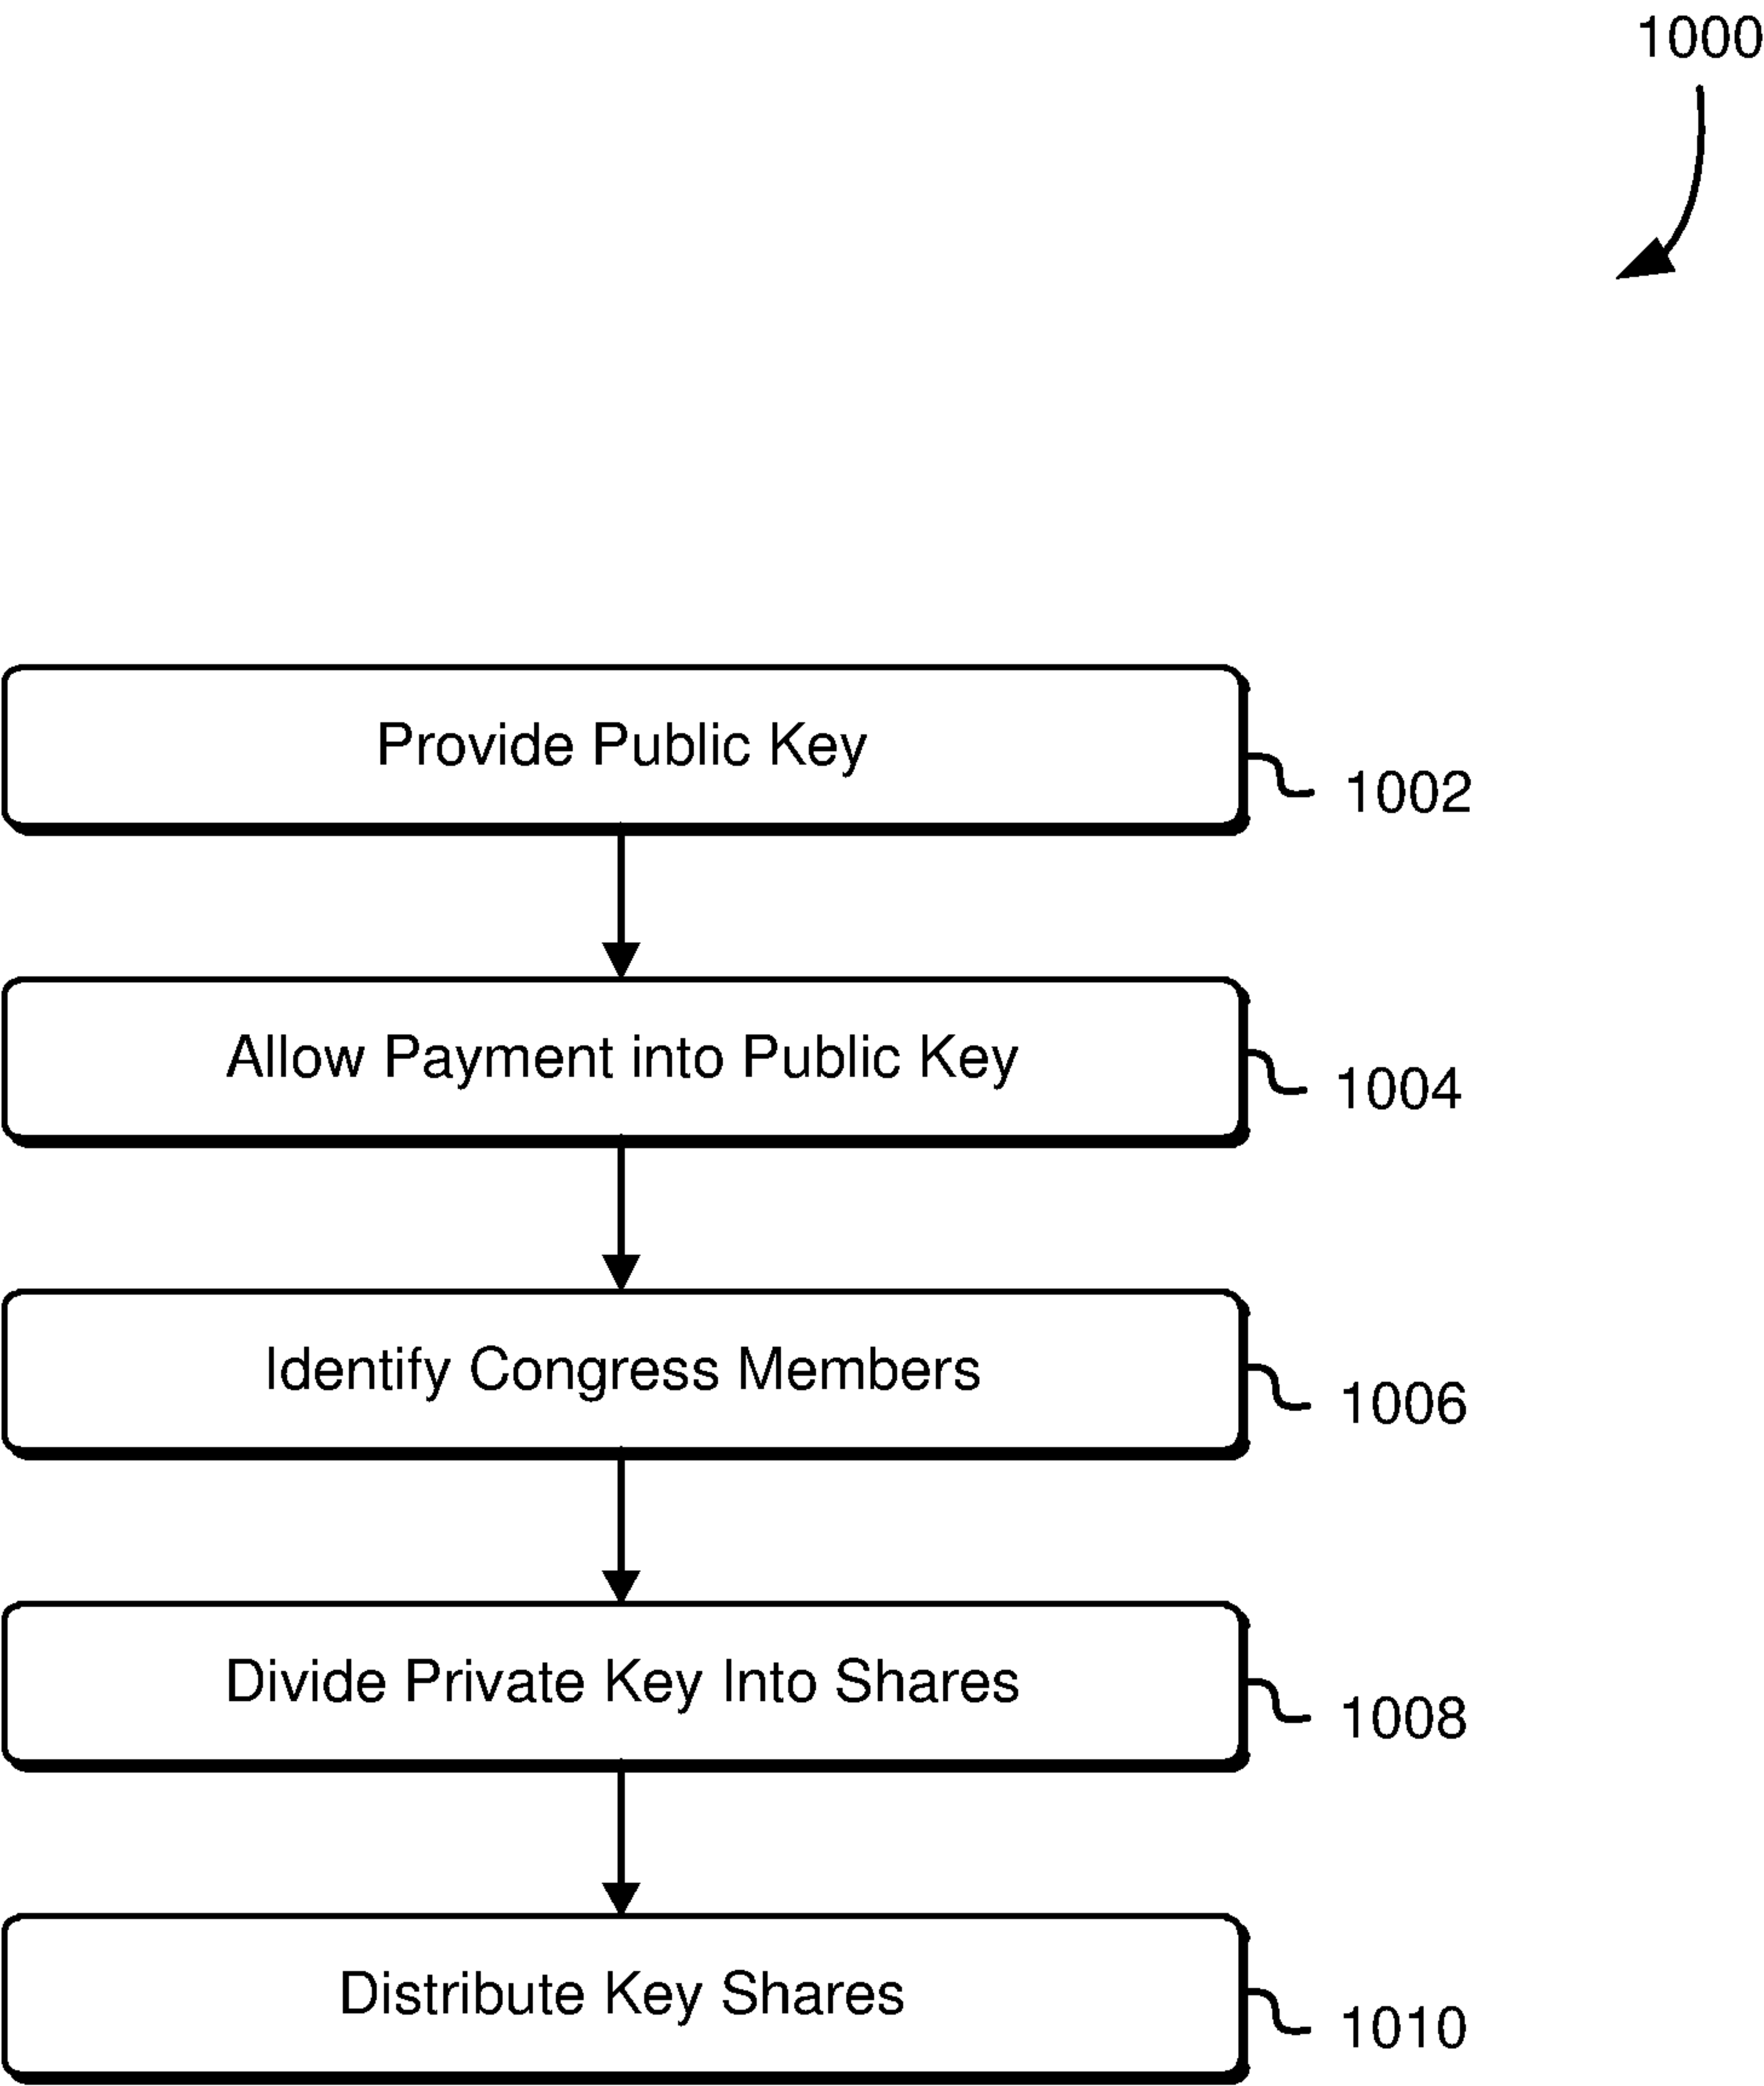 1000
Provide Public Key
1002
Allow Payment into Public Key
1004
Identify Congress Members
1006
Divide Private Key Into Shares
1008
Distribute Key Shares
1010